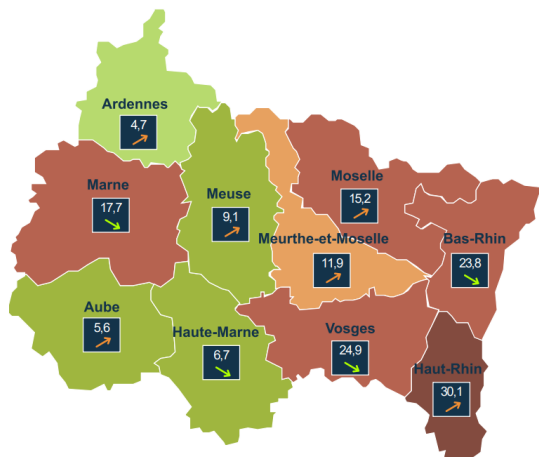 Ardennes
4,7
Marne
17,7
Meuse
9,1
Moselle
15,2
Meurthe-et-Moselle
11,9
Bas-Rhin
23,8
Aube
5,6
Haute-Marne
6,7
Vosges
24,9
Haut-Rhin
30,1